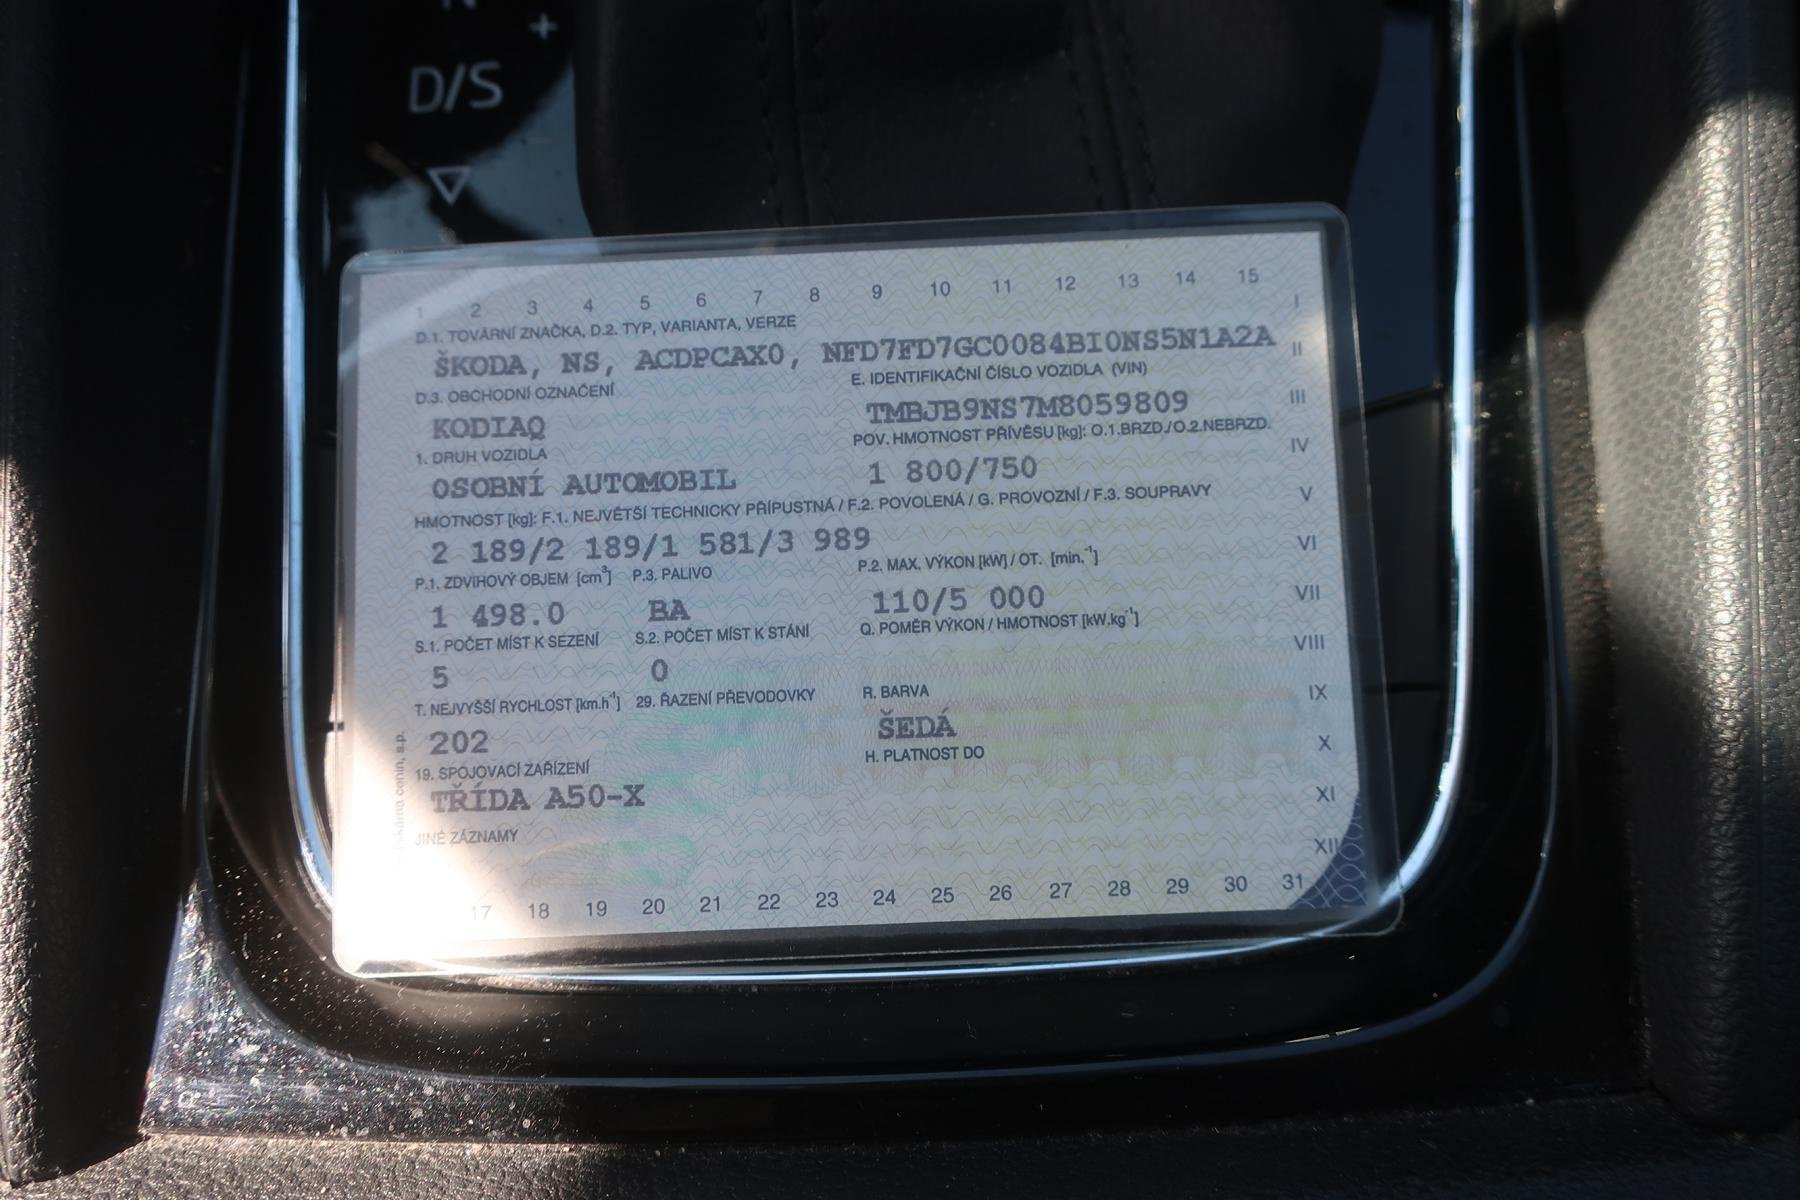 N
+
D/S
1 2 3 4 5 6 7 8 9 10 11 12 13 14 15
I
D.1. TOVÁRNÍ ZNAČKA, D.2. TYP, VARIANTA, VERZE
ŠKODA, NS, ACDPCAX0, NFD7FD7GC0084BI0NS5N1A2A
II
D.3. OBCHODNÍ OZNAČENÍ E. IDENTIFIKAČNÍ ČÍSLO VOZIDLA (VIN)
KODIAQ TMBJB9NS7M8059809
III
1. DRUH VOZIDLA POV. HMOTNOST PŘÍVĚSU [kg]: O.1.BRZD./O.2.NEBRZD.
IV
OSOBNÍ AUTOMOBIL 1 800/750
HMOTNOST [kg]: F.1. NEJVĚTŠÍ TECHNICKY PŘÍPUSTNÁ / F.2. POVOLENÁ / G. PROVOZNÍ / F.3. SOUPRAVY
V
2 189/2 189/1 581/3 989
VI
P.1. ZDVIHOVÝ OBJEM [cm³] P.3. PALIVO P.2. MAX. VÝKON [kW] / OT. [min.⁻¹]
1 498.0 BA 110/5 000
VII
S.1. POČET MÍST K SEZENÍ S.2. POČET MÍST K STÁNÍ Q. POMĚR VÝKON / HMOTNOST [kW.kg⁻¹]
VIII
5 0
T. NEJVYŠŠÍ RYCHLOST [km.h⁻¹] 29. ŘAZENÍ PŘEVODOVKY R. BARVA
IX
202 ŠEDÁ
X
19. SPOJOVACÍ ZAŘÍZENÍ H. PLATNOST DO
TŘÍDA A50-X
XI
JINÉ ZÁZNAMY
XII
17 18 19 20 21 22 23 24 25 26 27 28 29 30 31